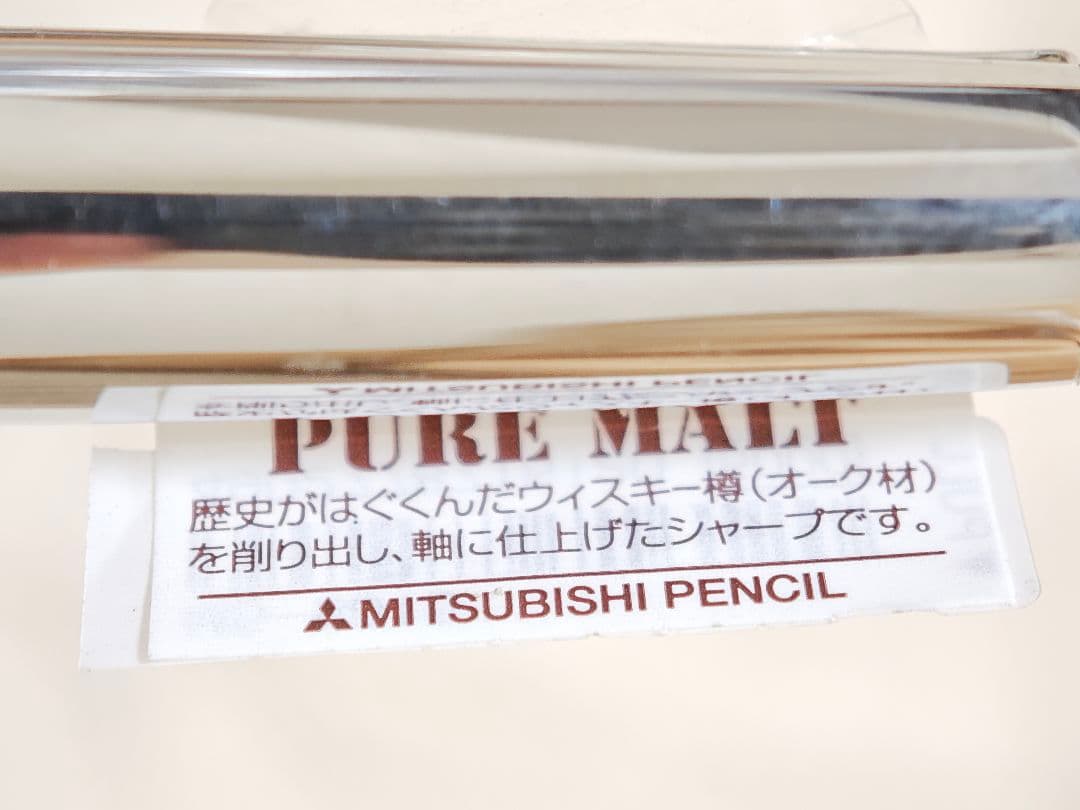 PURE MALT
歴史がはぐくんだウィスキー樽(オーク材)
を削り出し、軸に仕上げたシャープです。
MITSUBISHI PENCIL